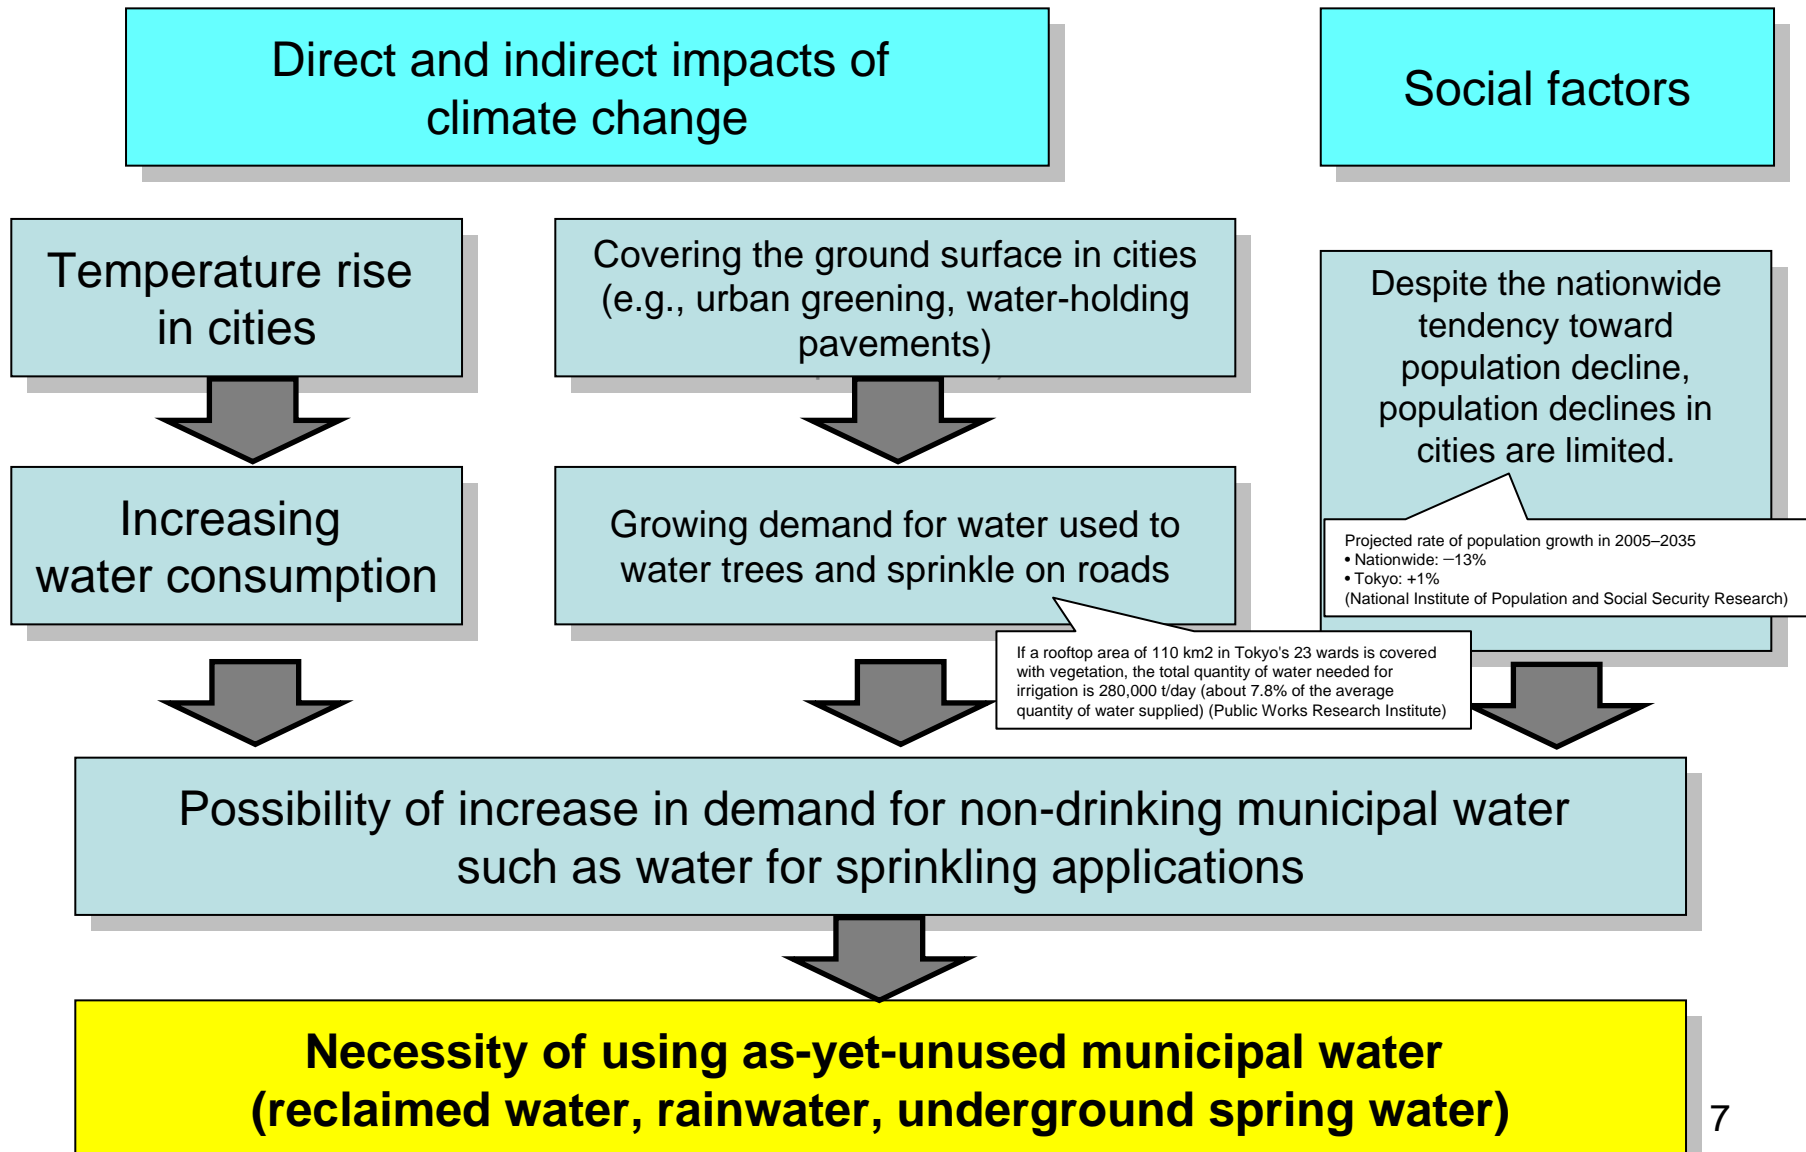 Direct and indirect impacts of
climate change
Social factors
Temperature rise
in cities
Covering the ground surface in cities
(e.g., urban greening, water-holding
pavements)
Despite the nationwide
tendency toward
population decline,
population declines in
cities are limited.
Projected rate of population growth in 2005–2035
• Nationwide: −13%
• Tokyo: +1%
(National Institute of Population and Social Security Research)
Increasing
water consumption
Growing demand for water used to
water trees and sprinkle on roads
If a rooftop area of 110 km2 in Tokyo's 23 wards is covered
with vegetation, the total quantity of water needed for
irrigation is 280,000 t/day (about 7.8% of the average
quantity of water supplied) (Public Works Research Institute)
Possibility of increase in demand for non-drinking municipal water
such as water for sprinkling applications
Necessity of using as-yet-unused municipal water
(reclaimed water, rainwater, underground spring water)
7